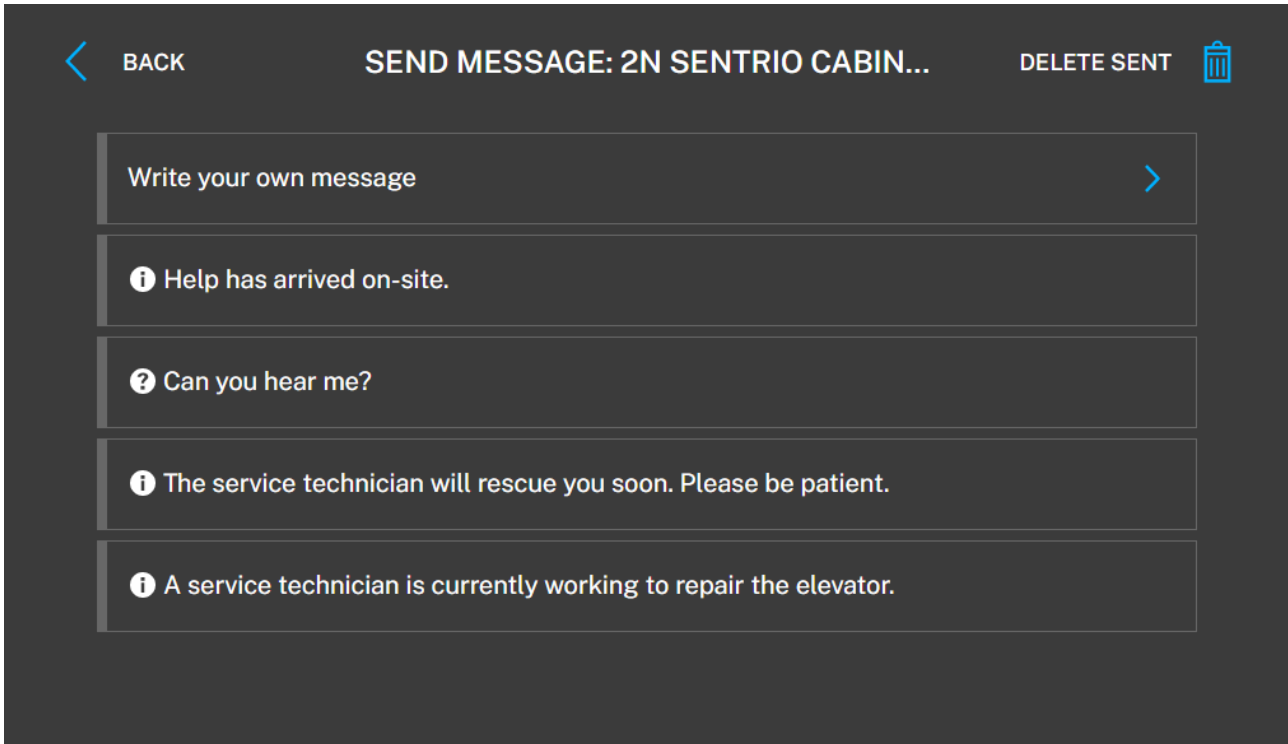 BACK
SEND MESSAGE: 2N SENTRIO CABIN...
DELETE SENT
Write your own message
Help has arrived on-site.
Can you hear me?
The service technician will rescue you soon. Please be patient.
A service technician is currently working to repair the elevator.